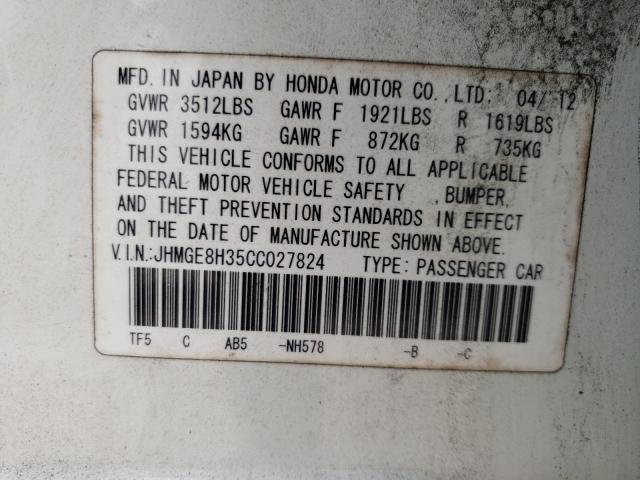 MFD. IN JAPAN BY HONDA MOTOR CO., LTD. 04/ 12
GVWR 3512LBS GAWR F 1921LBS R 1619LBS
GVWR 1594KG GAWR F 872KG R 735KG
THIS VEHICLE CONFORMS TO ALL APPLICABLE
FEDERAL MOTOR VEHICLE SAFETY , BUMPER,
AND THEFT PREVENTION STANDARDS IN EFFECT
ON THE DATE OF MANUFACTURE SHOWN ABOVE.
V.I.N.:JHMGE8H35CC027824 TYPE: PASSENGER CAR
TF5 C AB5 -NH578 -B -C